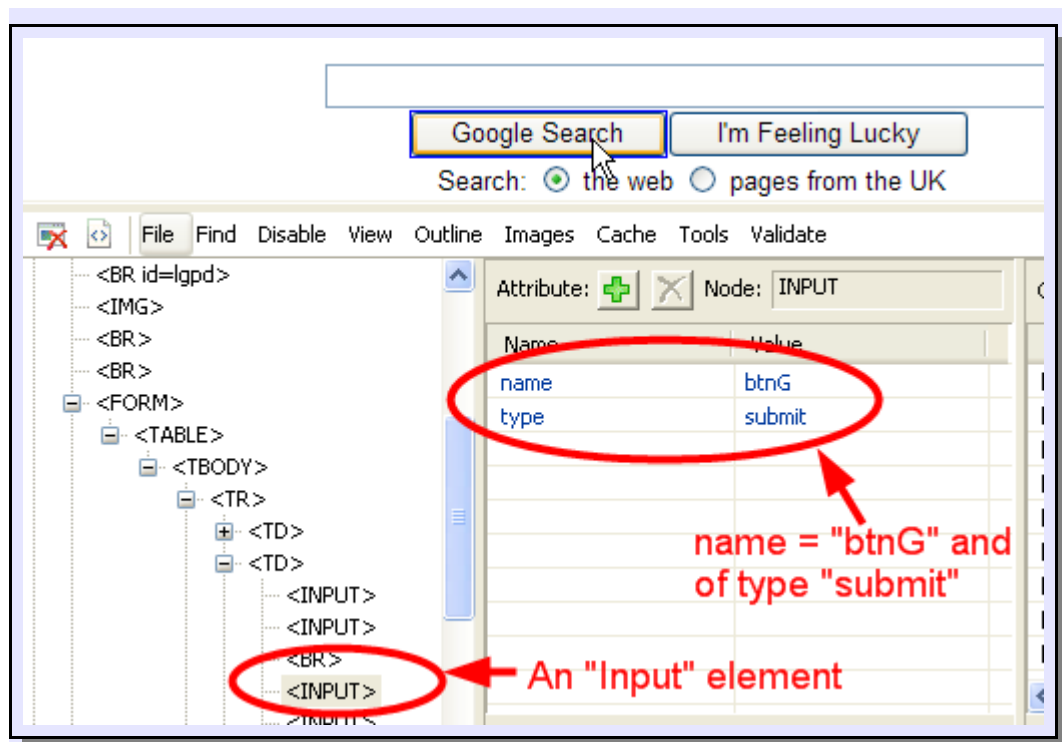 Google Search I'm Feeling Lucky
Search: the web pages from the UK
File Find Disable View Outline Images Cache Tools Validate
<BR id=lgpd>
<IMG>
<BR>
<BR>
<FORM>
<TABLE>
<TBODY>
<TR>
<TD>
<TD>
<INPUT>
<INPUT>
<BR>
<INPUT>
<INPUT>
Attribute: Node: INPUT
Name Value
name btnG
type submit
name = "btnG" and
of type "submit"
An "Input" element